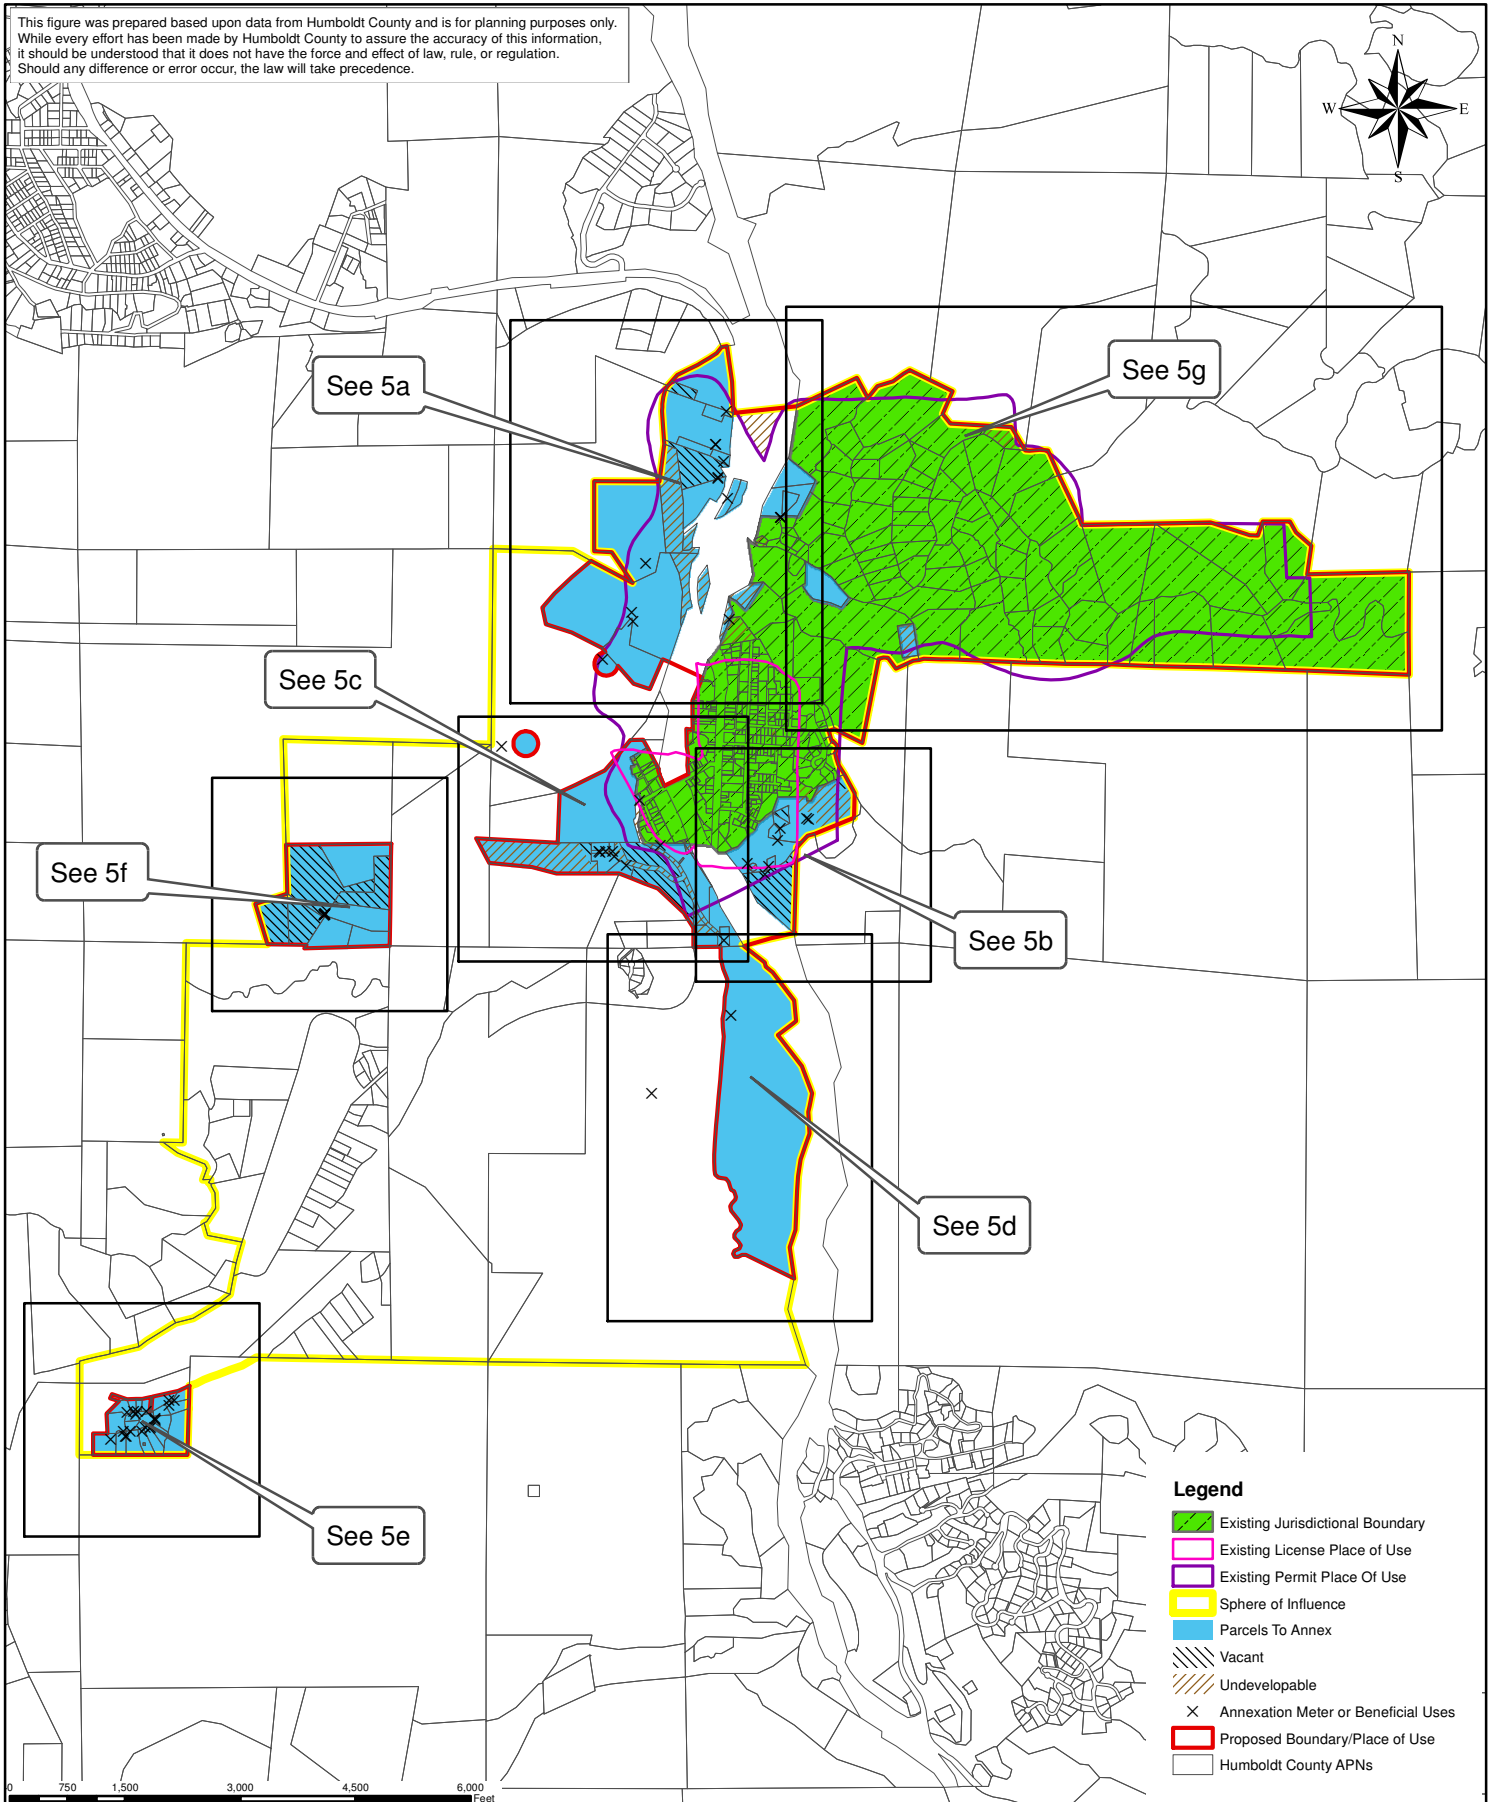 This figure was prepared based upon data from Humboldt County and is for planning purposes only.
While every effort has been made by Humboldt County to assure the accuracy of this information,
it should be understood that it does not have the force and effect of law, rule, or regulation.
Should any difference or error occur, the law will take precedence.
N
W
E
S
See 5a
See 5g
See 5c
See 5f
See 5b
See 5d
See 5e
Legend
Existing Jurisdictional Boundary
Existing License Place of Use
Existing Permit Place Of Use
Sphere of Influence
Parcels To Annex
Vacant
Undevelopable
Annexation Meter or Beneficial Uses
Proposed Boundary/Place of Use
Humboldt County APNs
0 750 1,500 3,000 4,500 6,000
Feet